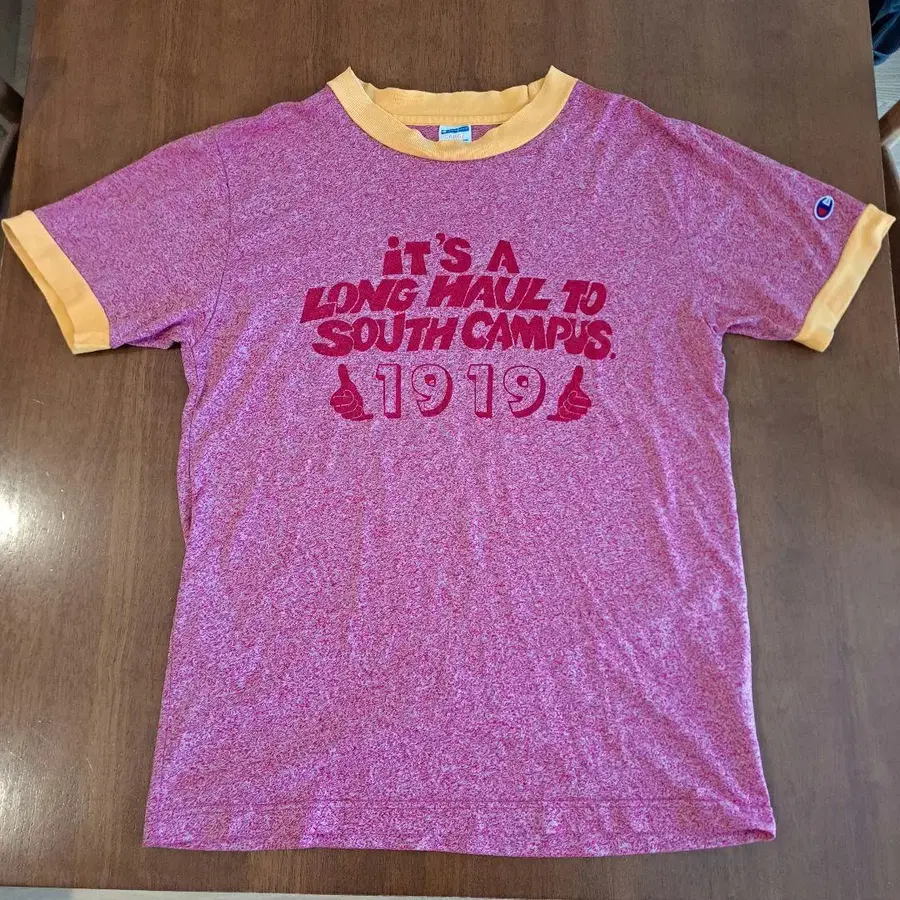 iT'S A
LONG HAUL TO
SOUTH CAMPUS.
1919